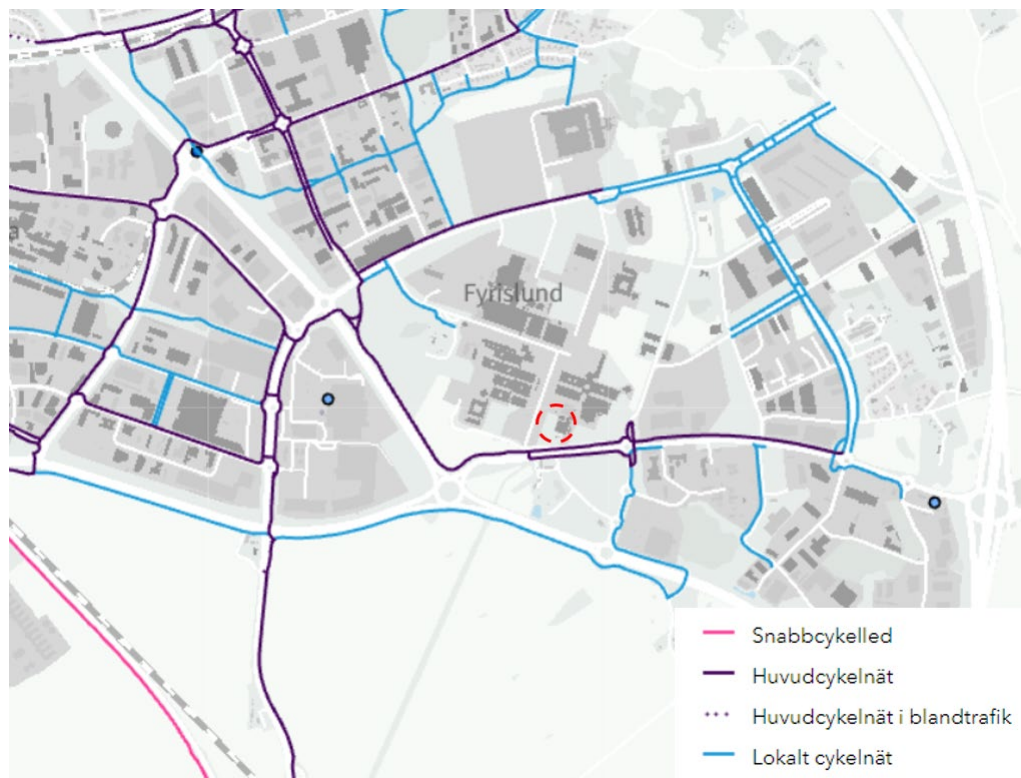 Fyrislund
Snabbcykelled
Huvudcykelnät
Huvudcykelnät i blandtrafik
Lokalt cykelnät